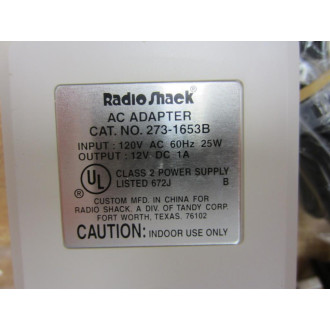 Radio Shack®
AC ADAPTER
CAT. NO. 273-1653B
INPUT : 120V AC 60Hz 25W
OUTPUT : 12V DC 1A
UL ®
CLASS 2 POWER SUPPLY
LISTED 672J B
CUSTOM MFD. IN CHINA FOR
RADIO SHACK, A DIV. OF TANDY CORP.
FORT WORTH, TEXAS, 76102
CAUTION: INDOOR USE ONLY